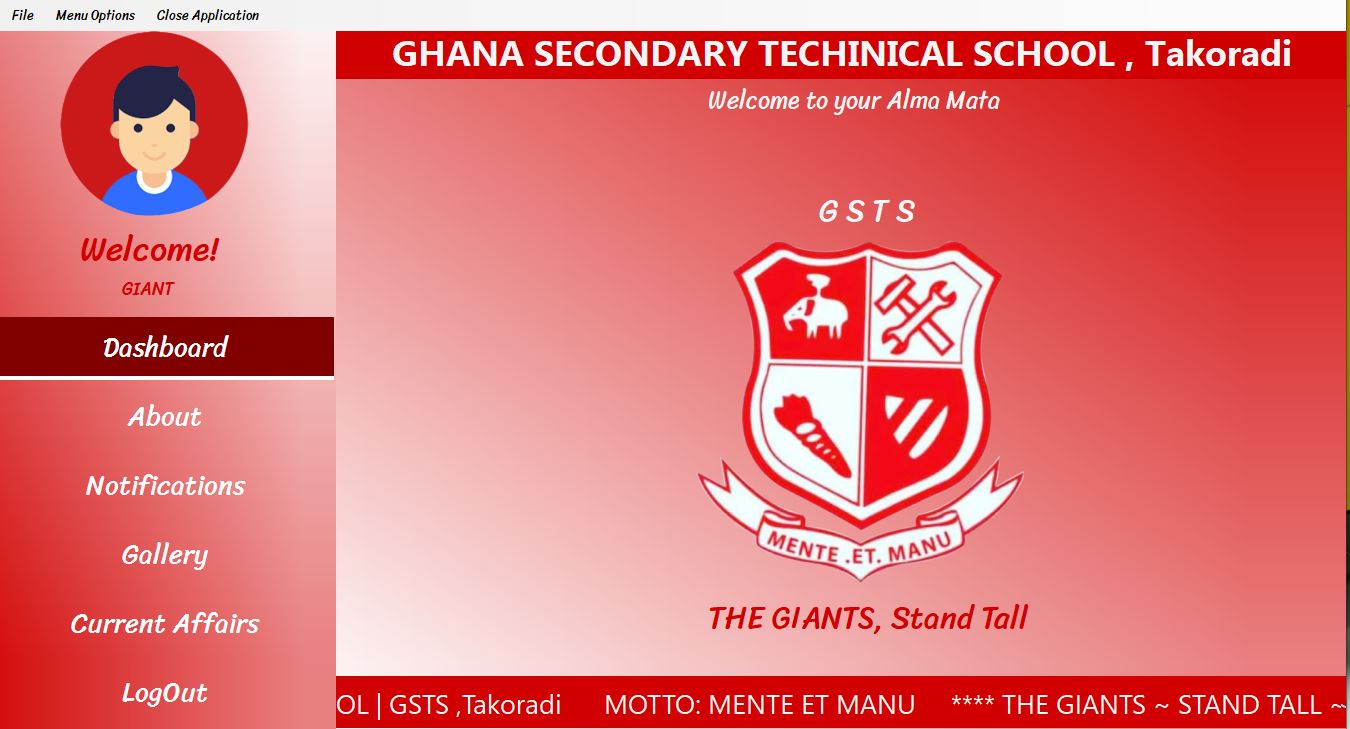 File Menu Options Close Application
GHANA SECONDARY TECHINICAL SCHOOL , Takoradi
Welcome to your Alma Mata
Welcome!
GIANT
Dashboard
About
Notifications
Gallery
Current Affairs
LogOut
G S T S
MENTE .ET. MANU
THE GIANTS, Stand Tall
OL | GSTS ,Takoradi MOTTO: MENTE ET MANU **** THE GIANTS ~ STAND TALL ~~